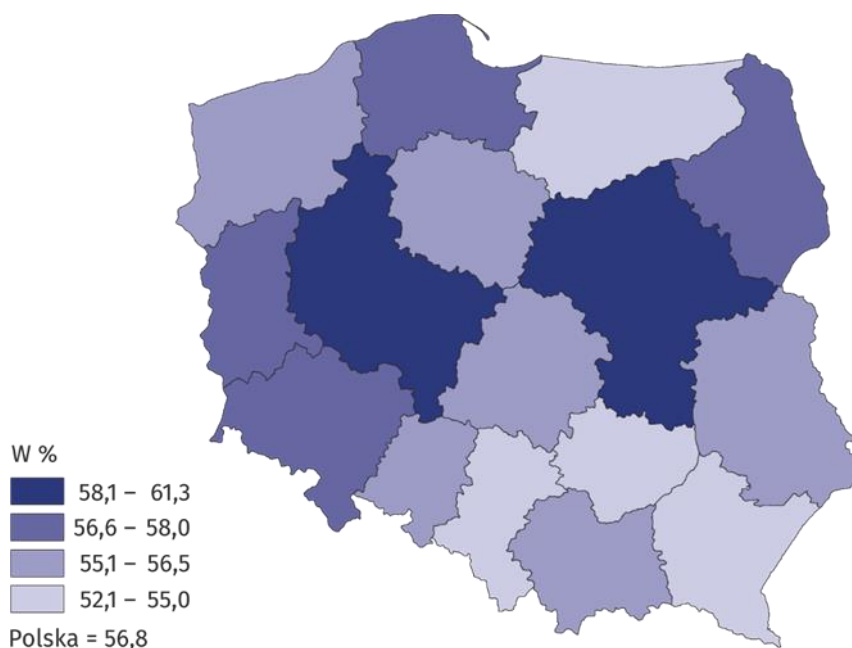 W %
58,1 – 61,3
56,6 – 58,0
55,1 – 56,5
52,1 – 55,0
Polska = 56,8